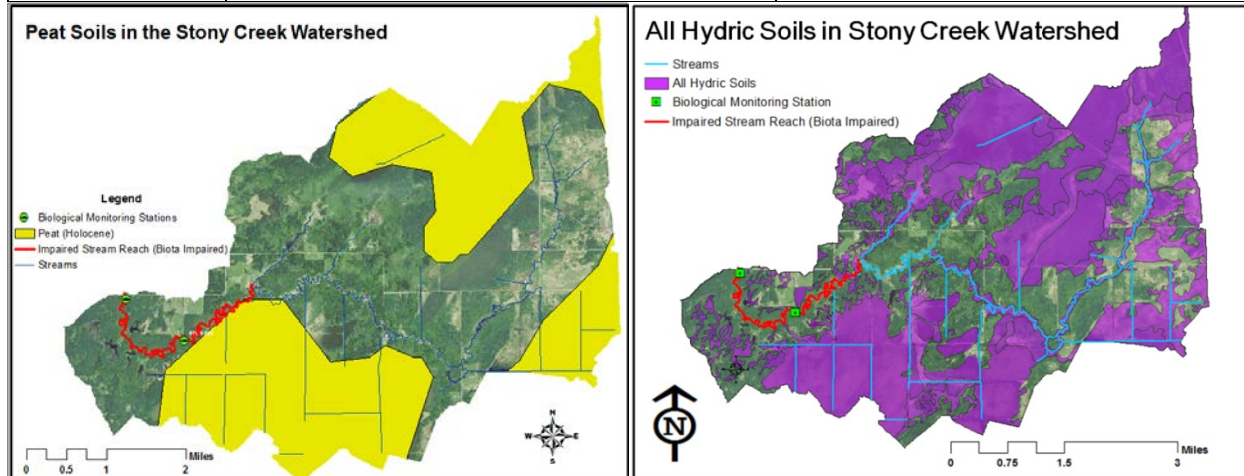 Peat Soils in the Stony Creek Watershed
Legend
Biological Monitoring Stations
Peat (Holocene)
Impaired Stream Reach (Biota Impaired)
Streams
0 0.5 1 2
Miles
N
W E
S
All Hydric Soils in Stony Creek Watershed
Streams
All Hydric Soils
Biological Monitoring Station
Impaired Stream Reach (Biota Impaired)
N
0 0.75 1.5 3
Miles